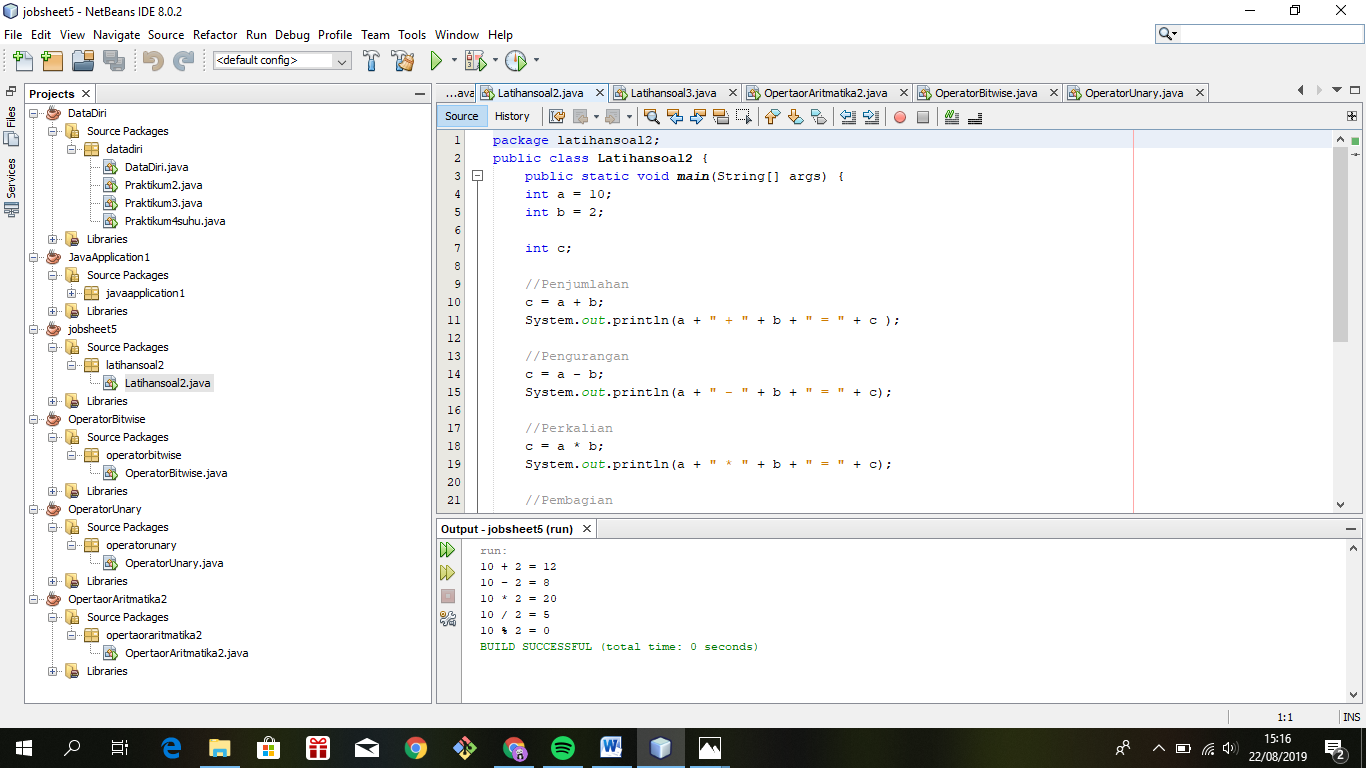 jobsheet5 - NetBeans IDE 8.0.2
File Edit View Navigate Source Refactor Run Debug Profile Team Tools Window Help
<default config>
Files
Services
Projects
DataDiri
Source Packages
datadiri
DataDiri.java
Praktikum2.java
Praktikum3.java
Praktikum4suhu.java
Libraries
JavaApplication1
Source Packages
javaapplication1
Libraries
jobsheet5
Source Packages
latihansoal2
Latihansoal2.java
Libraries
OperatorBitwise
Source Packages
operatorbitwise
OperatorBitwise.java
Libraries
OperatorUnary
Source Packages
operatorunary
OperatorUnary.java
Libraries
OpertaorAritmatika2
Source Packages
opertaoraritmatika2
OpertaorAritmatika2.java
Libraries
...ava Latihansoal2.java Latihansoal3.java OpertaorAritmatika2.java OperatorBitwise.java OperatorUnary.java
Source History
1 package latihansoal2;
2 public class Latihansoal2 {
3 public static void main(String[] args) {
4 int a = 10;
5 int b = 2;
6
7 int c;
8
9 //Penjumlahan
10 c = a + b;
11 System.out.println(a + " + " + b + " = " + c );
12
13 //Pengurangan
14 c = a - b;
15 System.out.println(a + " - " + b + " = " + c);
16
17 //Perkalian
18 c = a * b;
19 System.out.println(a + " * " + b + " = " + c);
20
21 //Pembagian
Output - jobsheet5 (run)
run:
10 + 2 = 12
10 - 2 = 8
10 * 2 = 20
10 / 2 = 5
10 % 2 = 0
BUILD SUCCESSFUL (total time: 0 seconds)
1:1 INS
15:16
22/08/2019
2